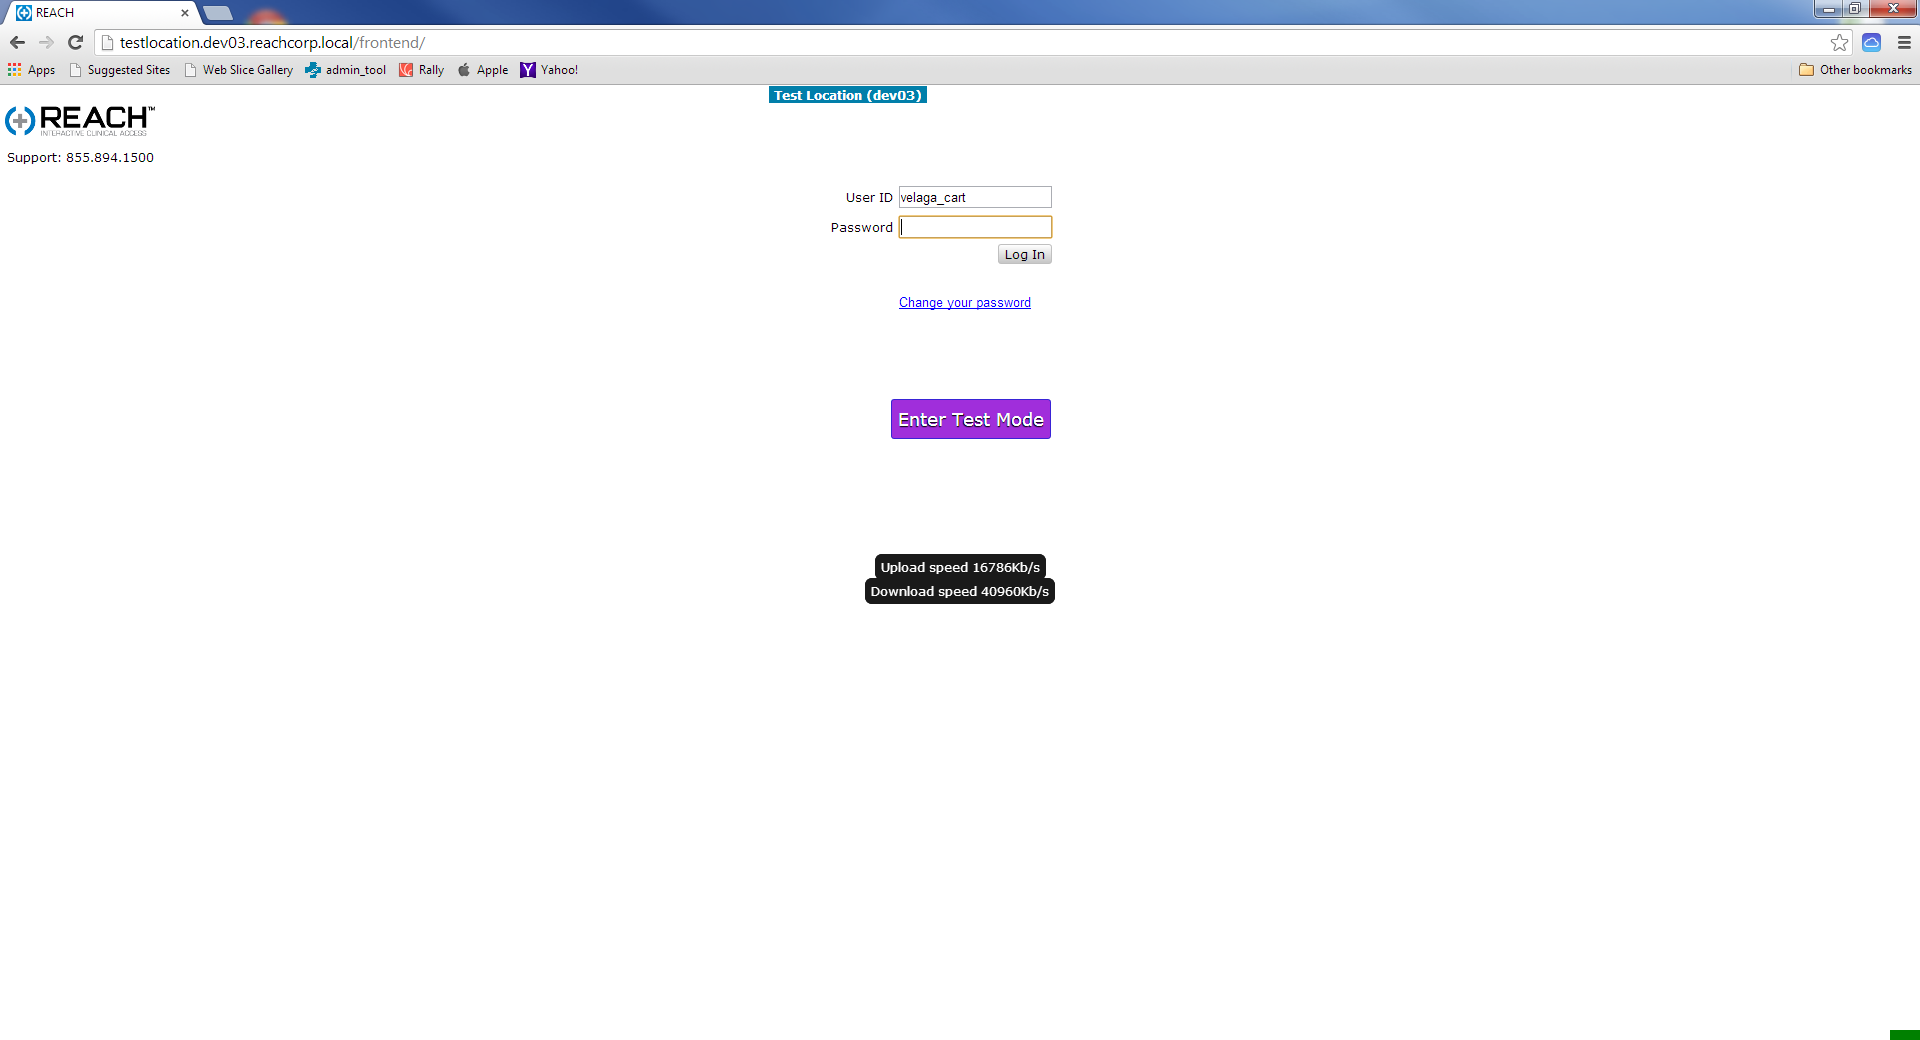 REACH
testlocation.dev03.reachcorp.local/frontend/
Apps Suggested Sites Web Slice Gallery admin_tool Rally Apple Yahoo! Other bookmarks
Test Location (dev03)
REACH™
INTERACTIVE CLINICAL ACCESS
Support: 855.894.1500
User ID velaga_cart
Password
Log In
Change your password
Enter Test Mode
Upload speed 16786Kb/s
Download speed 40960Kb/s